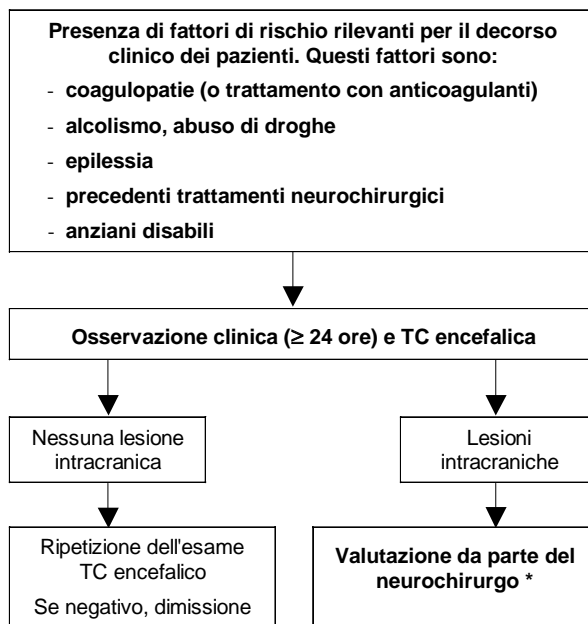 Presenza di fattori di rischio rilevanti per il decorso
clinico dei pazienti. Questi fattori sono:
- coagulopatie (o trattamento con anticoagulanti)
- alcolismo, abuso di droghe
- epilessia
- precedenti trattamenti neurochirurgici
- anziani disabili
Osservazione clinica (≥ 24 ore) e TC encefalica
Nessuna lesione
intracranica
Lesioni
intracraniche
Ripetizione dell'esame
TC encefalico
Se negativo, dimissione
Valutazione da parte del
neurochirurgo *